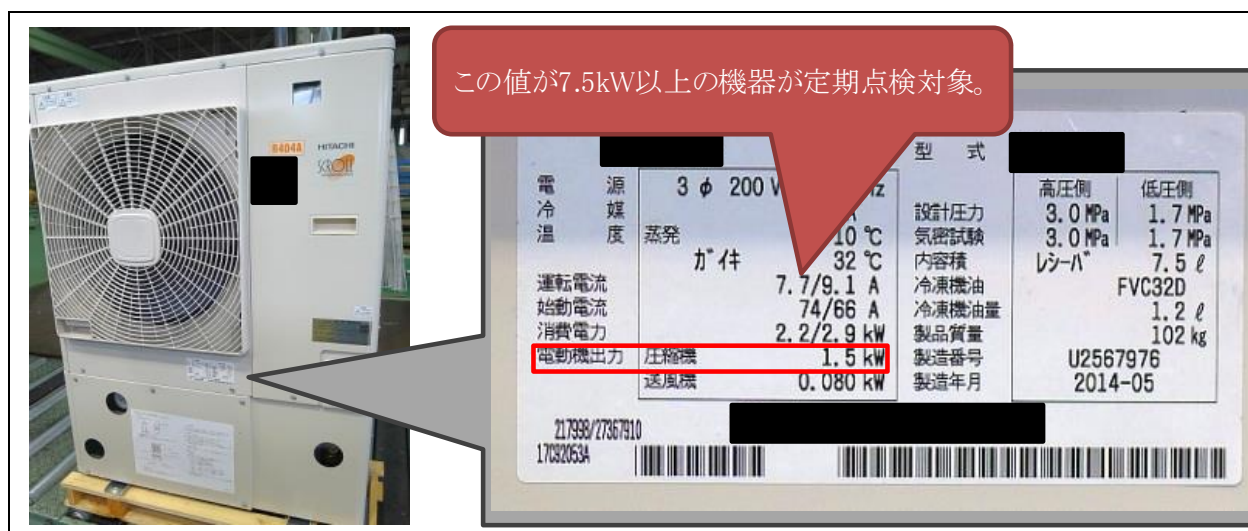 この値が7.5kW以上の機器が定期点検対象。
R404A
HITACHI
SCROLL
型 式
電 源 3 φ 200 V
冷 媒
温 度 蒸発 10 ℃
ガイキ 32 ℃
運転電流 7.7/9.1 A
始動電流 74/66 A
消費電力 2.2/2.9 kW
電動機出力 圧縮機 1.5 kW
送風機 0.080 kW
高圧側 低圧側
設計圧力 3.0 MPa 1.7 MPa
気密試験 3.0 MPa 1.7 MPa
内容積 レシーバ 7.5 ℓ
冷凍機油 FVC32D
冷凍機油量 1.2 ℓ
製品質量 102 kg
製造番号 U2567976
製造年月 2014-05
217998/27367910
17C92053A